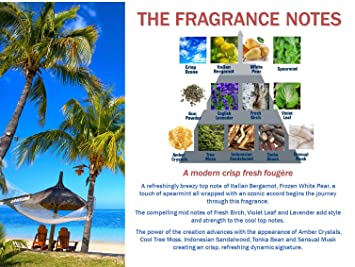 THE FRAGRANCE NOTES
Crisp Ozone
Italian Bergamot
White Pear
Spearmint
Gun Powder
English Lavender
Fresh Birch
Violet Leaf
Amber Crystals
Tree Moss
Indonesian Sandalwood
Tonka Bean
Sensual Musk
A modern crisp fresh fougère
A refreshingly breezy top note of Italian Bergamot, Frozen White Pear, a
touch of spearmint all wrapped with an ozonic accord begins the journey
through this fragrance.
The compelling mid notes of Fresh Birch, Violet Leaf and Lavender add style
and strength to the cool top notes.
The power of the creation advances with the appearance of Amber Crystals,
Cool Tree Moss, Indonesian Sandalwood, Tonka Bean and Sensual Musk
creating an crisp, refreshing dynamic signature.